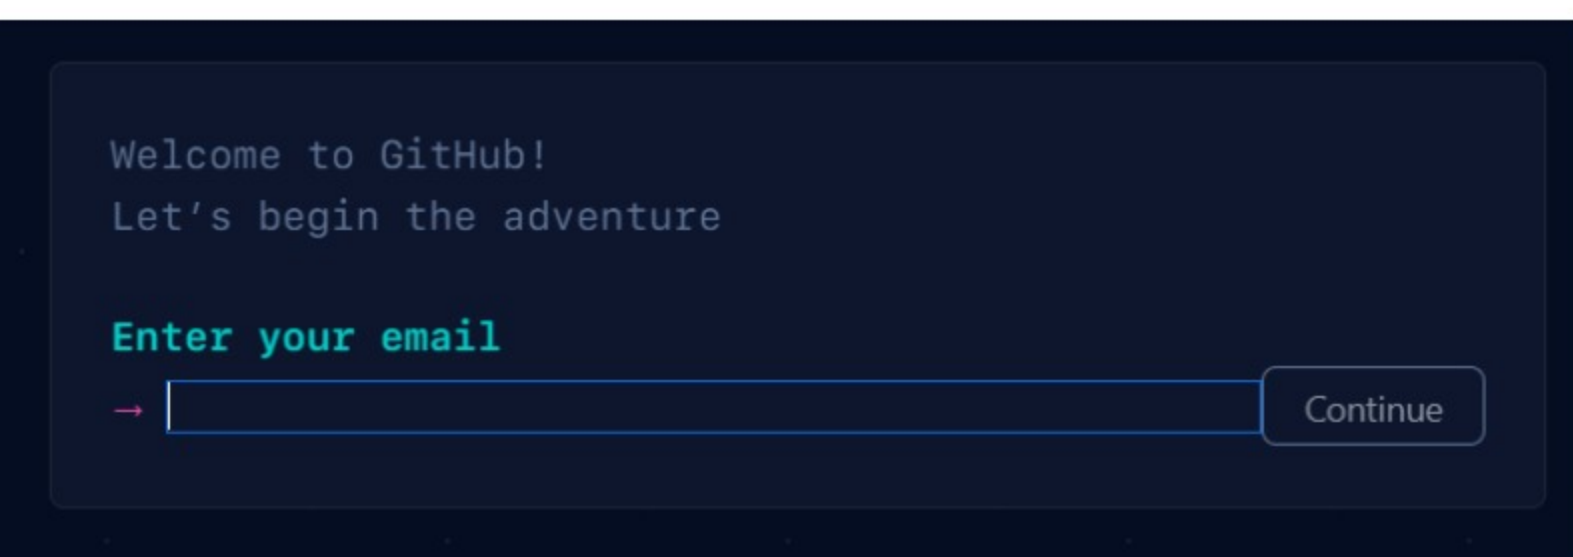 Welcome to GitHub!
Let’s begin the adventure
Enter your email
→ Continue